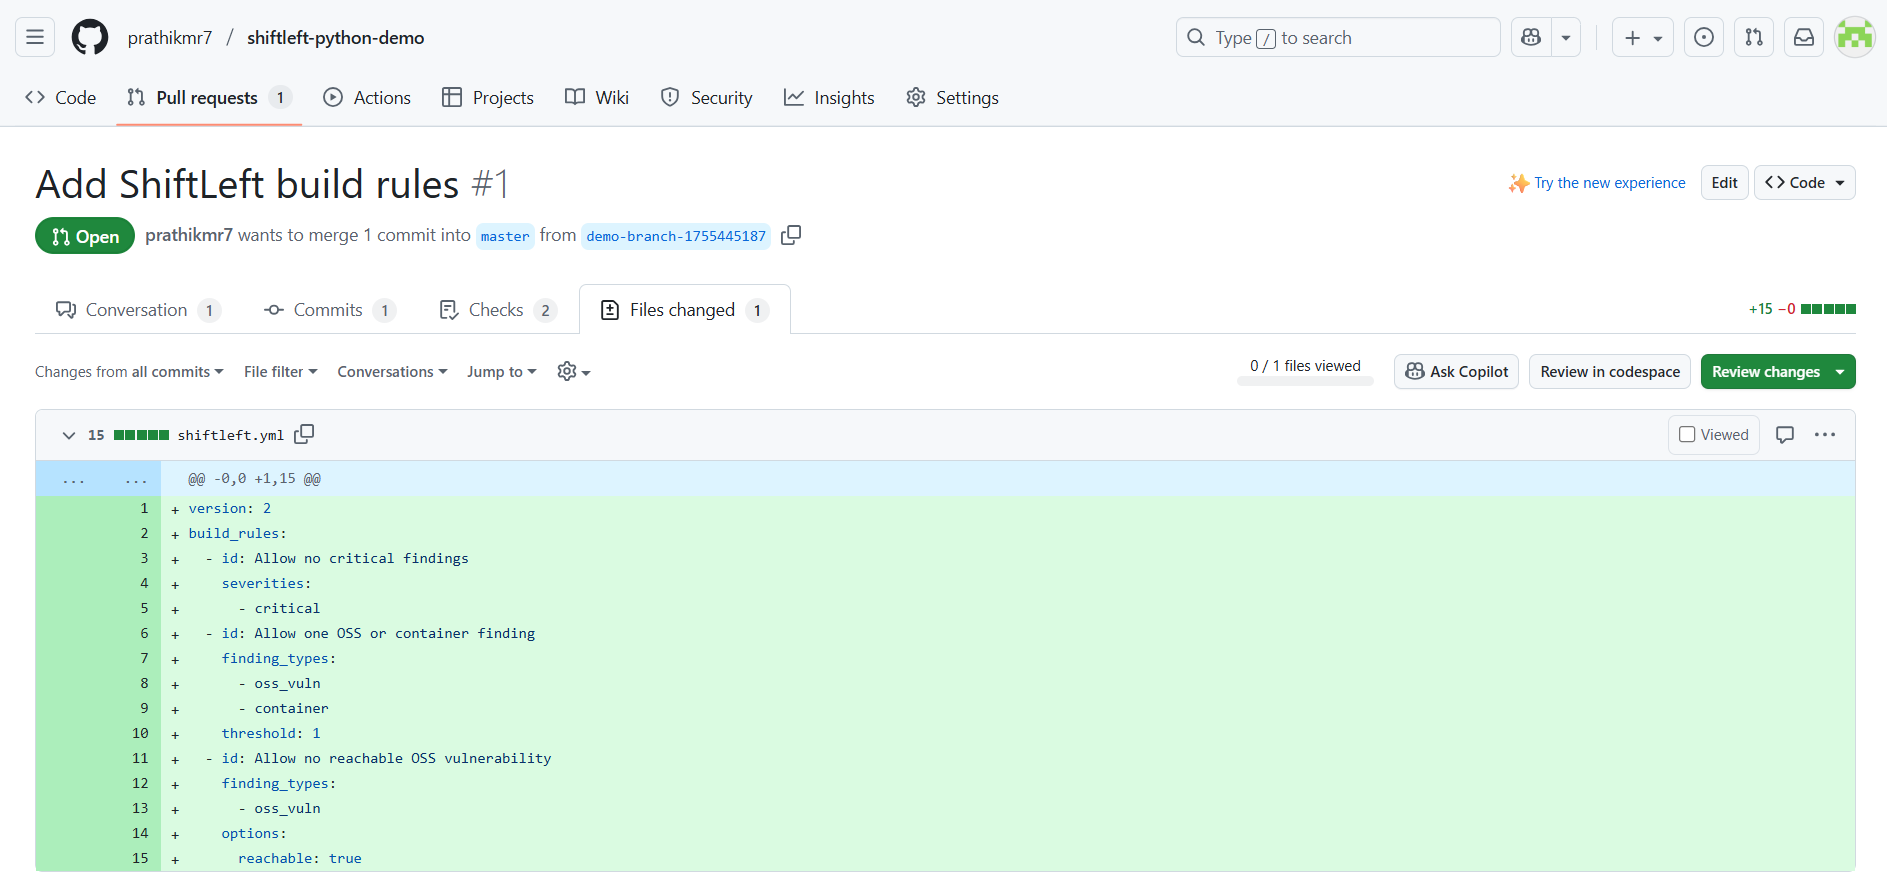 prathikmr7 / shiftleft-python-demo
Type / to search
Code Pull requests 1 Actions Projects Wiki Security Insights Settings
Add ShiftLeft build rules #1
Try the new experience Edit Code
Open prathikmr7 wants to merge 1 commit into master from demo-branch-1755445187
Conversation 1 Commits 1 Checks 2 Files changed 1 +15 −0
Changes from all commits File filter Conversations Jump to 0 / 1 files viewed Ask Copilot Review in codespace Review changes
15 shiftleft.yml Viewed
... ... @@ -0,0 +1,15 @@
1 + version: 2
2 + build_rules:
3 + - id: Allow no critical findings
4 + severities:
5 + - critical
6 + - id: Allow one OSS or container finding
7 + finding_types:
8 + - oss_vuln
9 + - container
10 + threshold: 1
11 + - id: Allow no reachable OSS vulnerability
12 + finding_types:
13 + - oss_vuln
14 + options:
15 + reachable: true